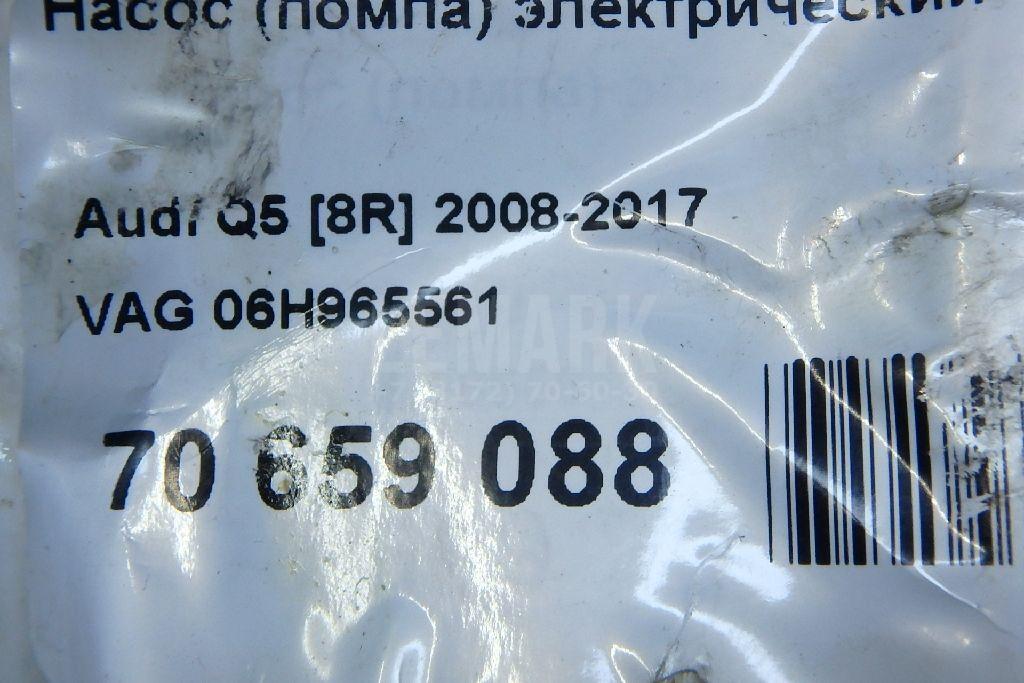 Насос (помпа) электрический
Audi Q5 [8R] 2008-2017
VAG 06H965561
70 659 088